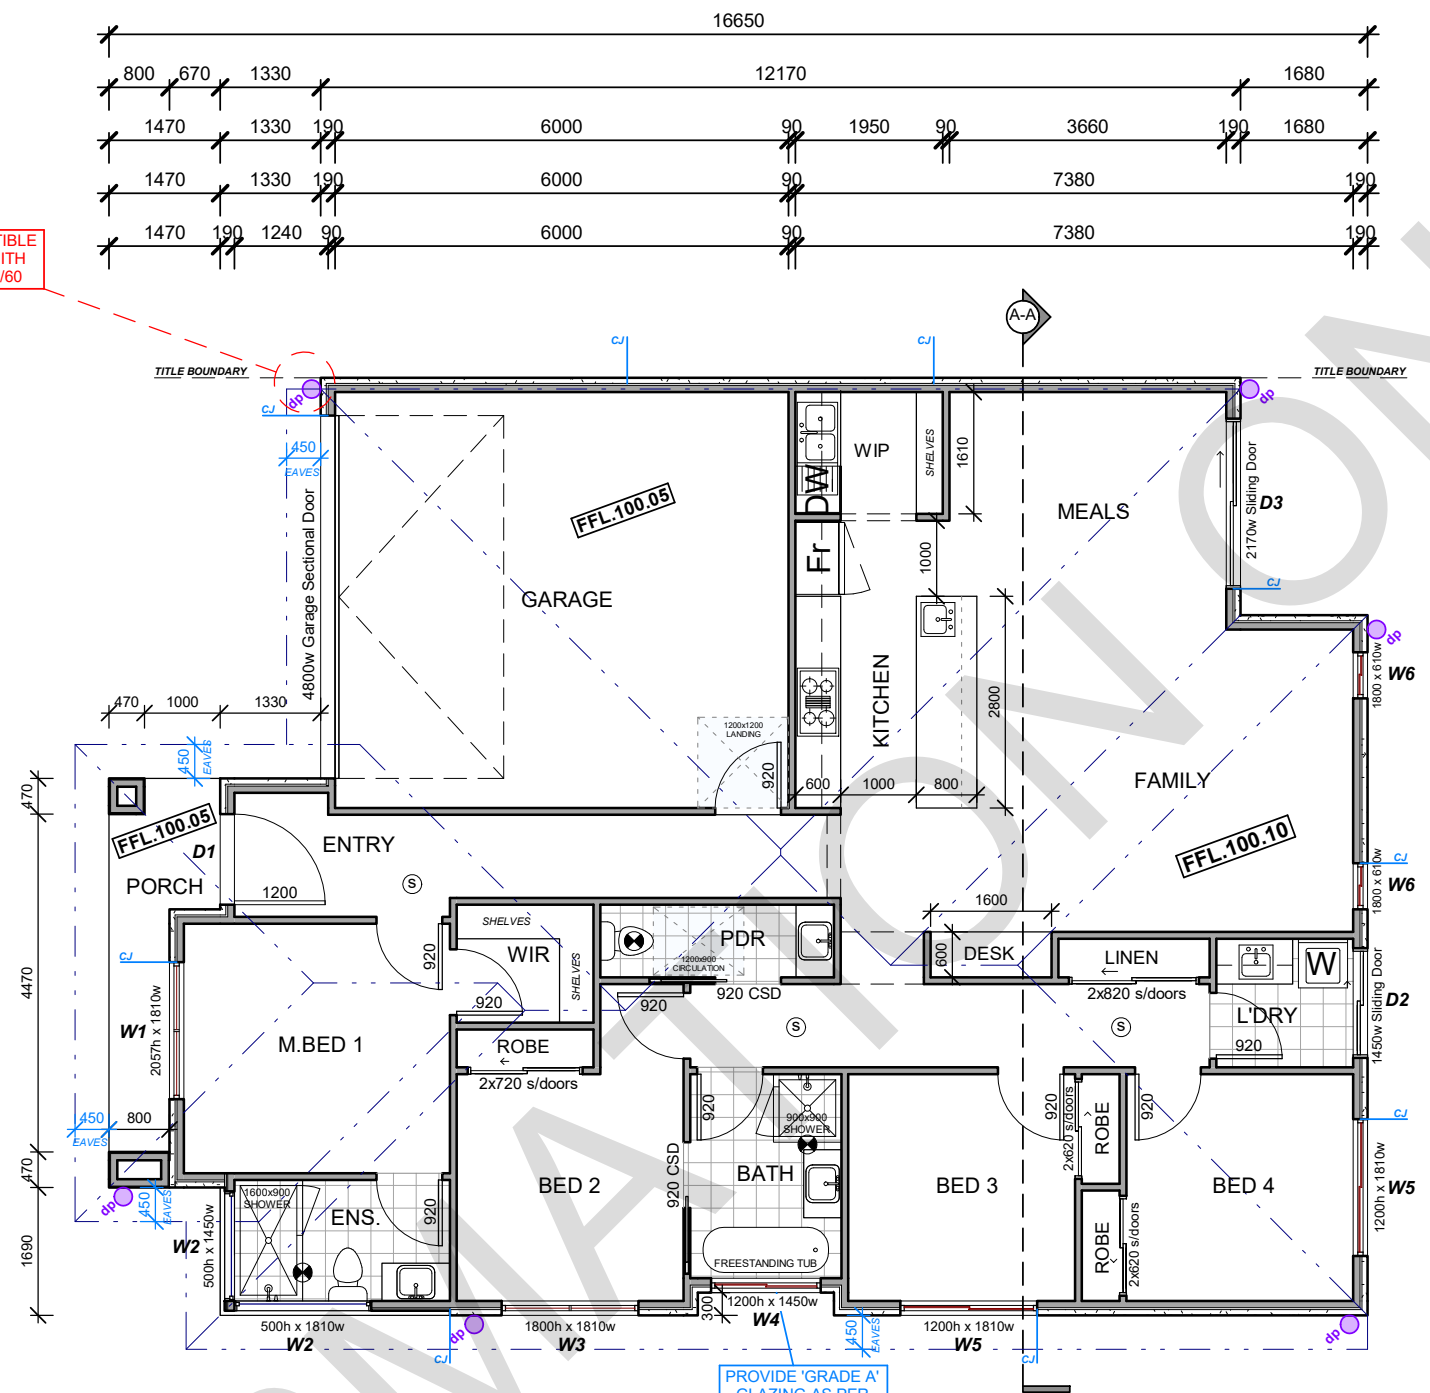 16650
800 670 1330 12170 1680
1470 1330 190 6000 90 1950 90 3660 190 1680
1470 1330 190 6000 90 7380 190
1470 190 1240 90 6000 90 7380 190
TIBLE
ITH
/60
A-A
CJ
CJ
TITLE BOUNDARY
TITLE BOUNDARY
dp
dp
CJ
450
EAVES
4800w Garage Sectional Door
FFL.100.05
GARAGE
WIP
SHELVES
1610
DW
MEALS
2170w Sliding Door
D3
Fr
1000
CJ
dp
KITCHEN
2800
1800 x 610w
W6
470 1000 1330
450
EAVES
1200x1200
LANDING
920
600 1000 800
FAMILY
470
FFL.100.05
D1
ENTRY
FFL.100.10
CJ
1800 x 610w
W6
PORCH
1200
S
1600
SHELVES
WIR
SHELVES
PDR
1200x900
CIRCULATION
600
DESK
LINEN
W
CJ
920
920
920
920 CSD
2x820 s/doors
1450w Sliding Door
D2
4470
W1
2057h x 1810w
M.BED 1
ROBE
2x720 s/doors
S
S
L'DRY
920
450
EAVES
800
920
900x900
SHOWER
920
2x620 s/doors
ROBE
920
CJ
470
dp
450
EAVES
1600x900
SHOWER
ENS.
920
BED 2
920 CSD
BATH
BED 3
BED 4
1200h x 1810w
W5
1690
W2
500h x 1450w
FREESTANDING TUB
ROBE
2x620 s/doors
500h x 1810w
W2
dp
CJ
1800h x 1810w
W3
300
1200h x 1450w
W4
450
EAVES
1200h x 1810w
W5
CJ
dp
PROVIDE 'GRADE A'
GLAZING AS PER
OMATION ON